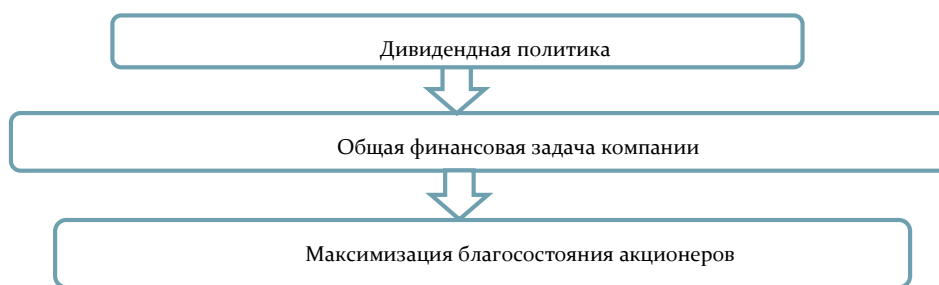 Дивидендная политика
Общая финансовая задача компании
Максимизация благосостояния акционеров